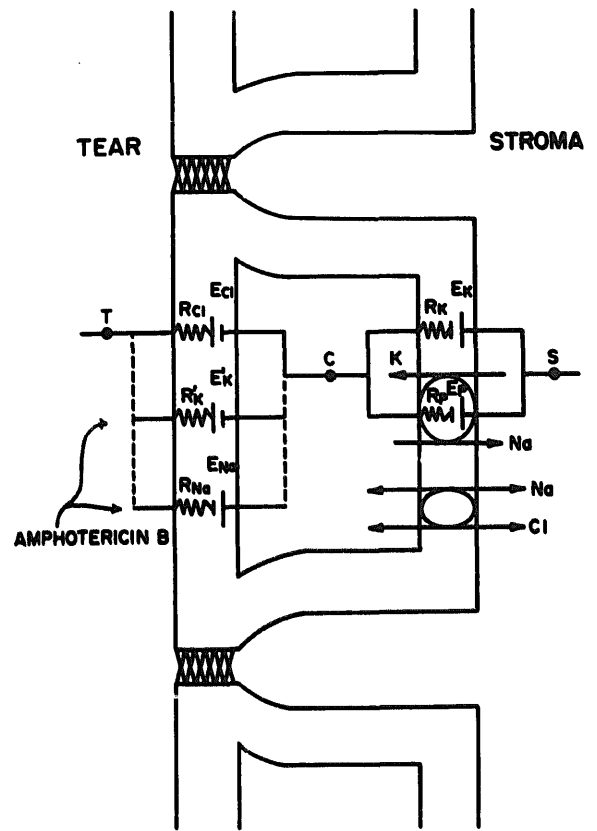 TEAR
STROMA
ECl
RCl
EK
RK
T
C
K
S
E'K
R'K
EP
RP
Na
ENa
RNa
Na
AMPHOTERICIN B
Cl